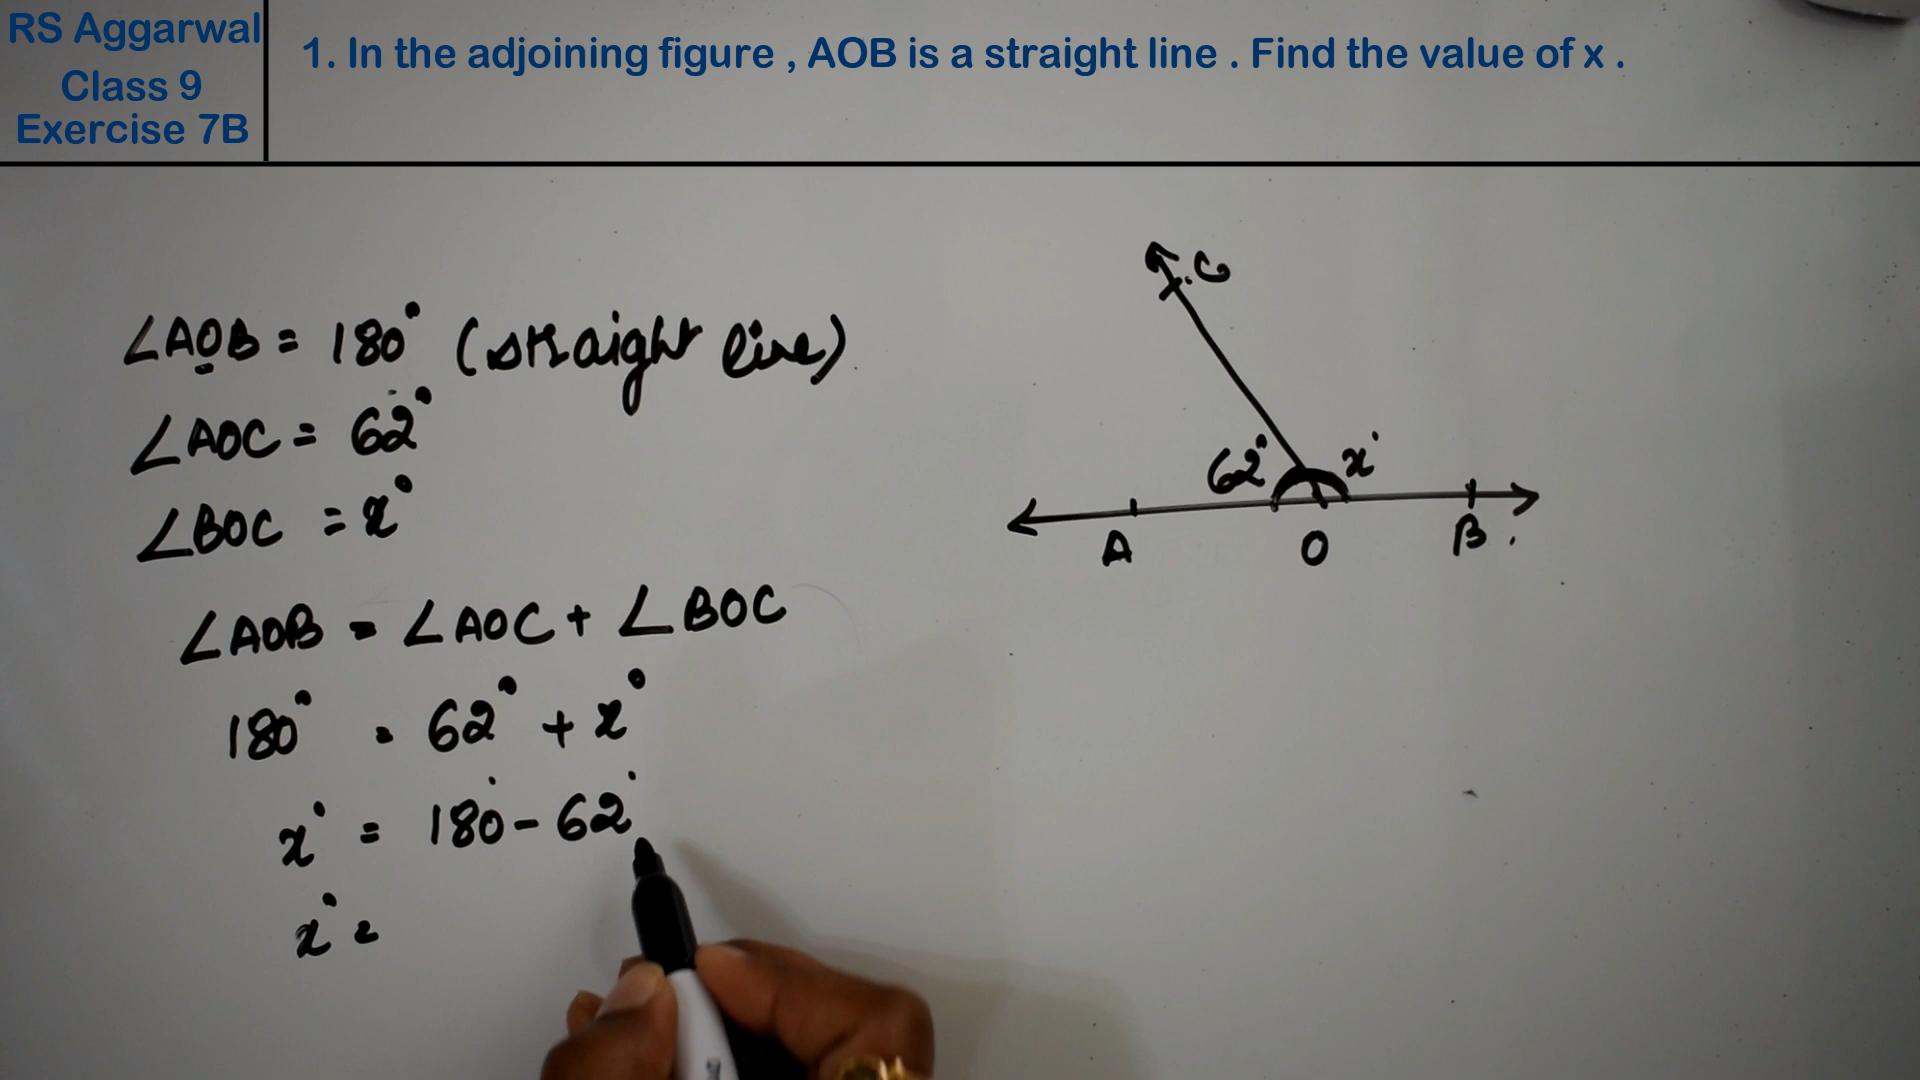 RS Aggarwal
Class 9
Exercise 7B
1. In the adjoining figure , AOB is a straight line . Find the value of x .
∠AOB = 180° (straight line)
∠AOC = 62°
∠BOC = x°
∠AOB = ∠AOC + ∠BOC
180° = 62° + x°
x° = 180° - 62°
x° =
C
62° x°
A O B